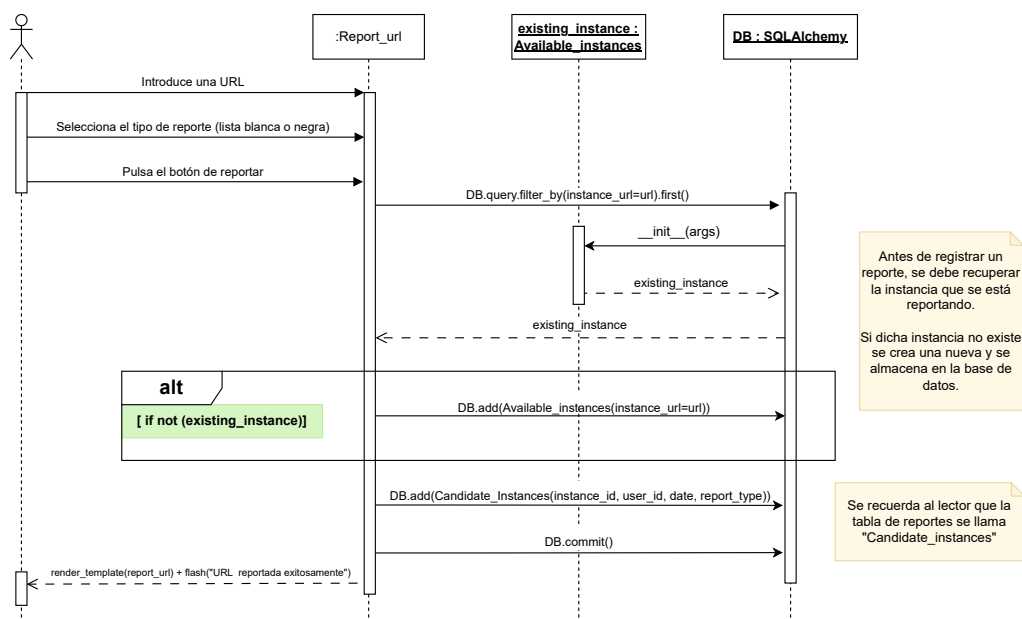 :Report_url
existing_instance :
Available_instances
DB : SQLAlchemy
Introduce una URL
Selecciona el tipo de reporte (lista blanca o negra)
Pulsa el botón de reportar
DB.query.filter_by(instance_url=url).first()
__init__(args)
existing_instance
existing_instance
Antes de registrar un
reporte, se debe recuperar
la instancia que se está
reportando.
Si dicha instancia no existe
se crea una nueva y se
almacena en la base de
datos.
alt
[ if not (existing_instance)]
DB.add(Available_instances(instance_url=url))
DB.add(Candidate_Instances(instance_id, user_id, date, report_type))
Se recuerda al lector que la
tabla de reportes se llama
"Candidate_instances"
DB.commit()
render_template(report_url) + flash("URL reportada exitosamente")